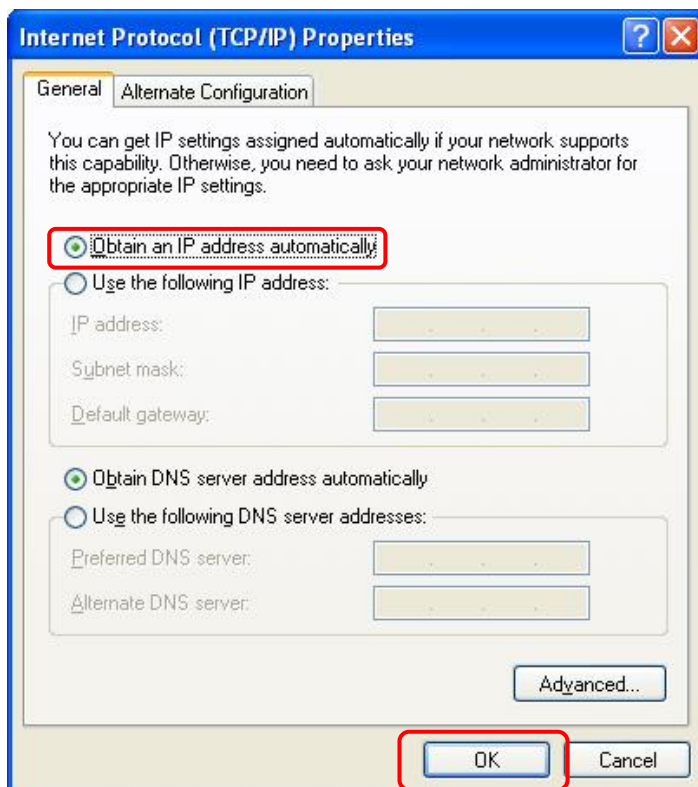 Internet Protocol (TCP/IP) Properties
General
Alternate Configuration
You can get IP settings assigned automatically if your network supports
this capability. Otherwise, you need to ask your network administrator for
the appropriate IP settings.
Obtain an IP address automatically
Use the following IP address:
IP address:
Subnet mask:
Default gateway:
Obtain DNS server address automatically
Use the following DNS server addresses:
Preferred DNS server:
Alternate DNS server:
Advanced...
OK
Cancel